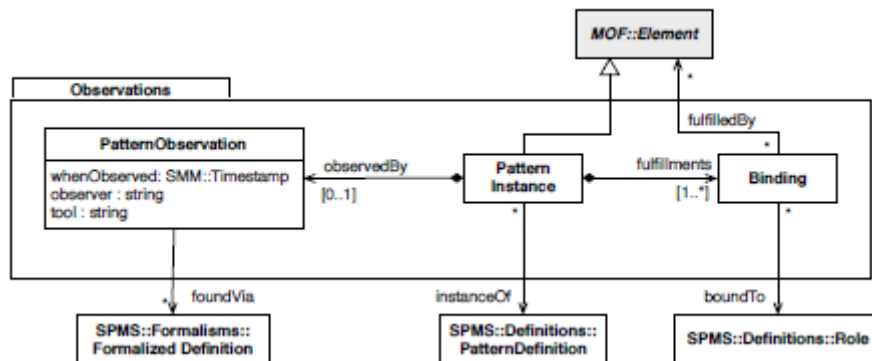 MOF::Element
Observations
*
fulfilledBy
*
PatternObservation
whenObserved: SMM::Timestamp
observer : string
tool : string
observedBy
[0..1]
Pattern
Instance
fulfillments
[1..*]
Binding
*
*
*
foundVia
instanceOf
boundTo
SPMS::Formalisms::
Formalized Definition
SPMS::Definitions::
PatternDefinition
SPMS::Definitions::Role